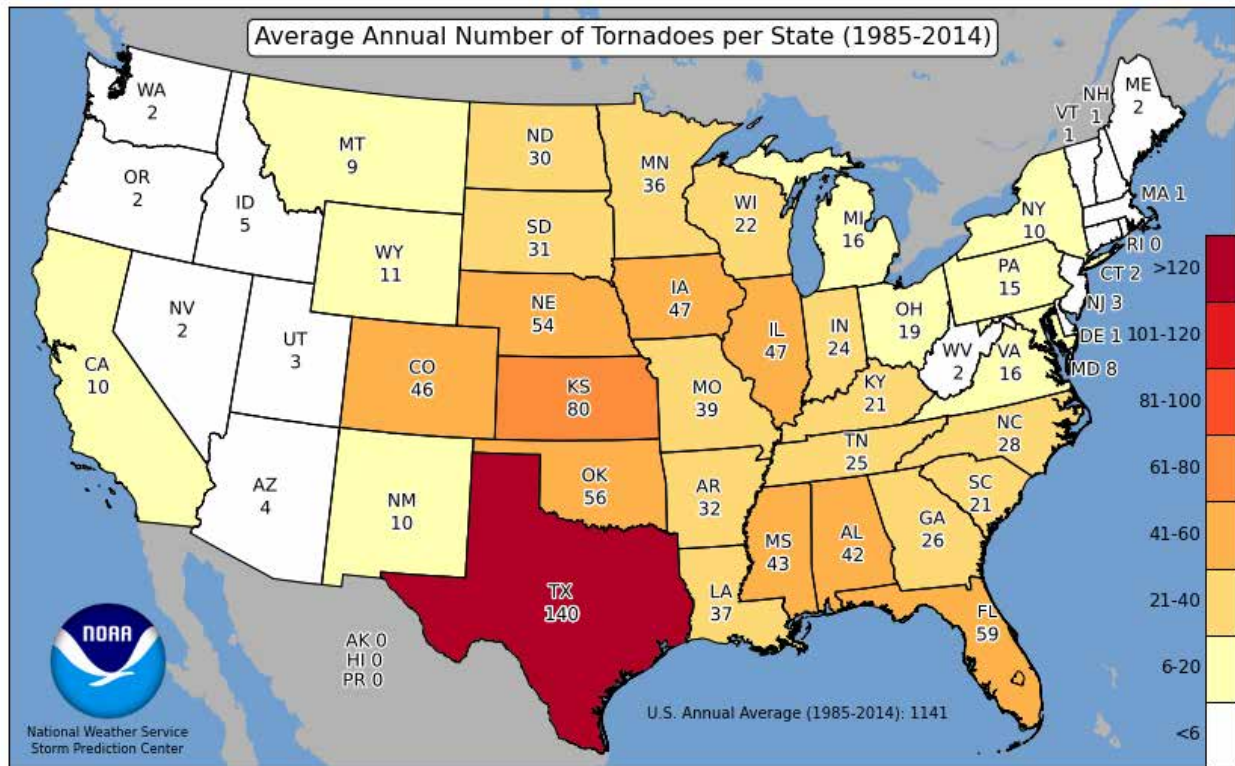 Average Annual Number of Tornadoes per State (1985-2014)
WA
2
OR
2
ID
5
MT
9
WY
11
NV
2
UT
3
CA
10
AZ
4
NM
10
CO
46
ND
30
SD
31
NE
54
KS
80
OK
56
TX
140
MN
36
IA
47
MO
39
AR
32
LA
37
WI
22
IL
47
MS
43
MI
16
IN
24
KY
21
TN
25
AL
42
OH
19
WV
2
VA
16
NC
28
SC
21
GA
26
FL
59
PA
15
NY
10
VT
1
NH
1
ME
2
MA 1
RI 0
CT 2
NJ 3
DE 1
MD 8
AK 0
HI 0
PR 0
>120
101-120
81-100
61-80
41-60
21-40
6-20
<6
U.S. Annual Average (1985-2014): 1141
NOAA
National Weather Service
Storm Prediction Center